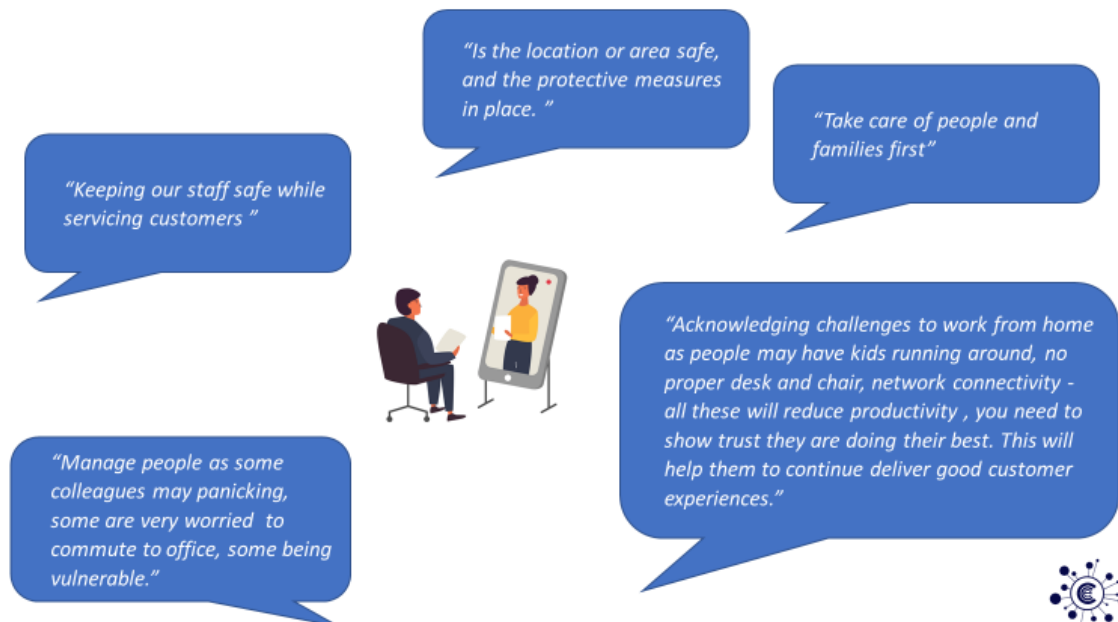 “Is the location or area safe,
and the protective measures
in place. ”
“Take care of people and
families first”
“Keeping our staff safe while
servicing customers ”
“Acknowledging challenges to work from home
as people may have kids running around, no
proper desk and chair, network connectivity -
all these will reduce productivity , you need to
show trust they are doing their best. This will
help them to continue deliver good customer
experiences.”
“Manage people as some
colleagues may panicking,
some are very worried  to
commute to office, some being
vulnerable.”